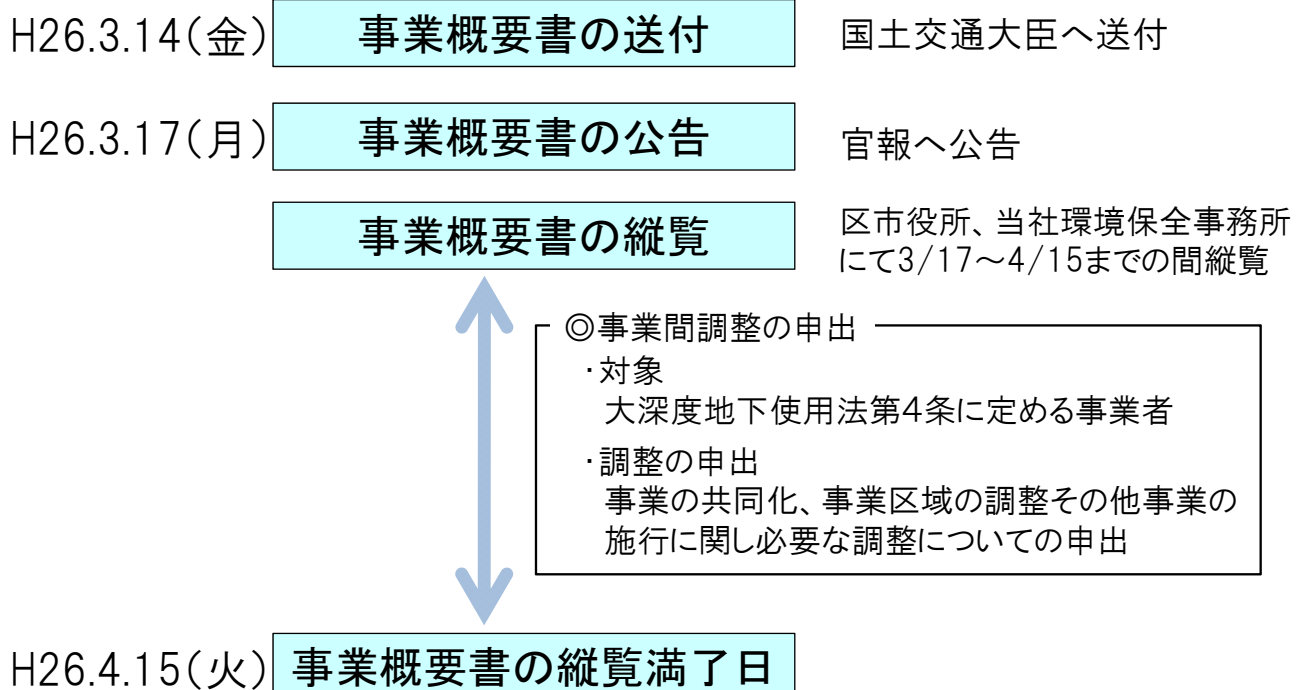 H26.3.14(金) 事業概要書の送付 国土交通大臣へ送付
H26.3.17(月) 事業概要書の公告 官報へ公告
事業概要書の縦覧 区市役所、当社環境保全事務所
にて3/17～4/15までの間縦覧
◎事業間調整の申出
・対象
大深度地下使用法第4条に定める事業者
・調整の申出
事業の共同化、事業区域の調整その他事業の
施行に関し必要な調整についての申出
H26.4.15(火) 事業概要書の縦覧満了日